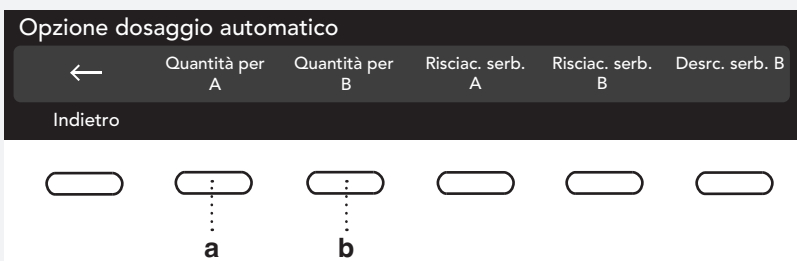 Opzione dosaggio automatico
← Quantità per A Quantità per B Risciac. serb. A Risciac. serb. B Desrc. serb. B
Indietro
a b